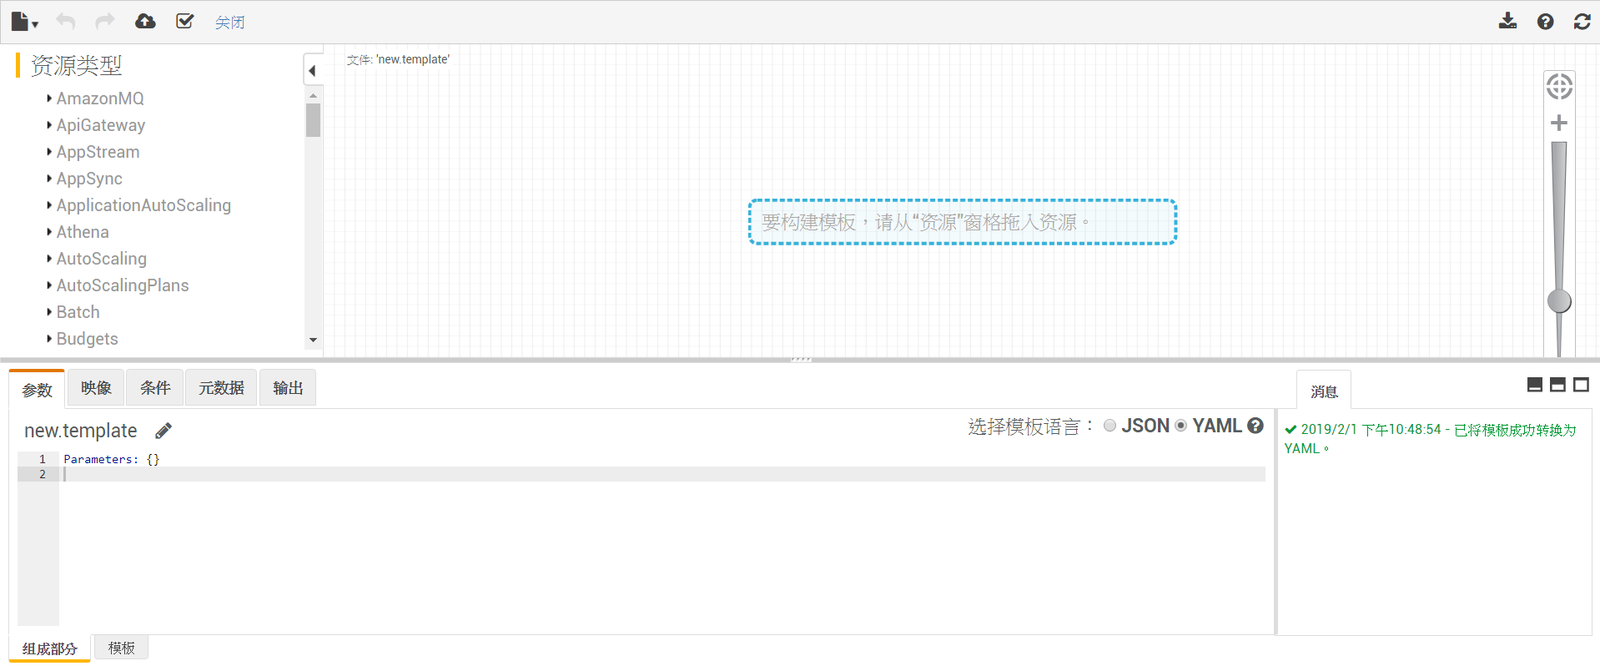 关闭
资源类型
AmazonMQ
ApiGateway
AppStream
AppSync
ApplicationAutoScaling
Athena
AutoScaling
AutoScalingPlans
Batch
Budgets
文件: 'new.template'
要构建模板，请从“资源”窗格拖入资源。
参数 映像 条件 元数据 输出
new.template
选择模板语言： JSON YAML
1 Parameters: {}
2
组成部分 模板
消息
2019/2/1 下午10:48:54 - 已将模板成功转换为
YAML。